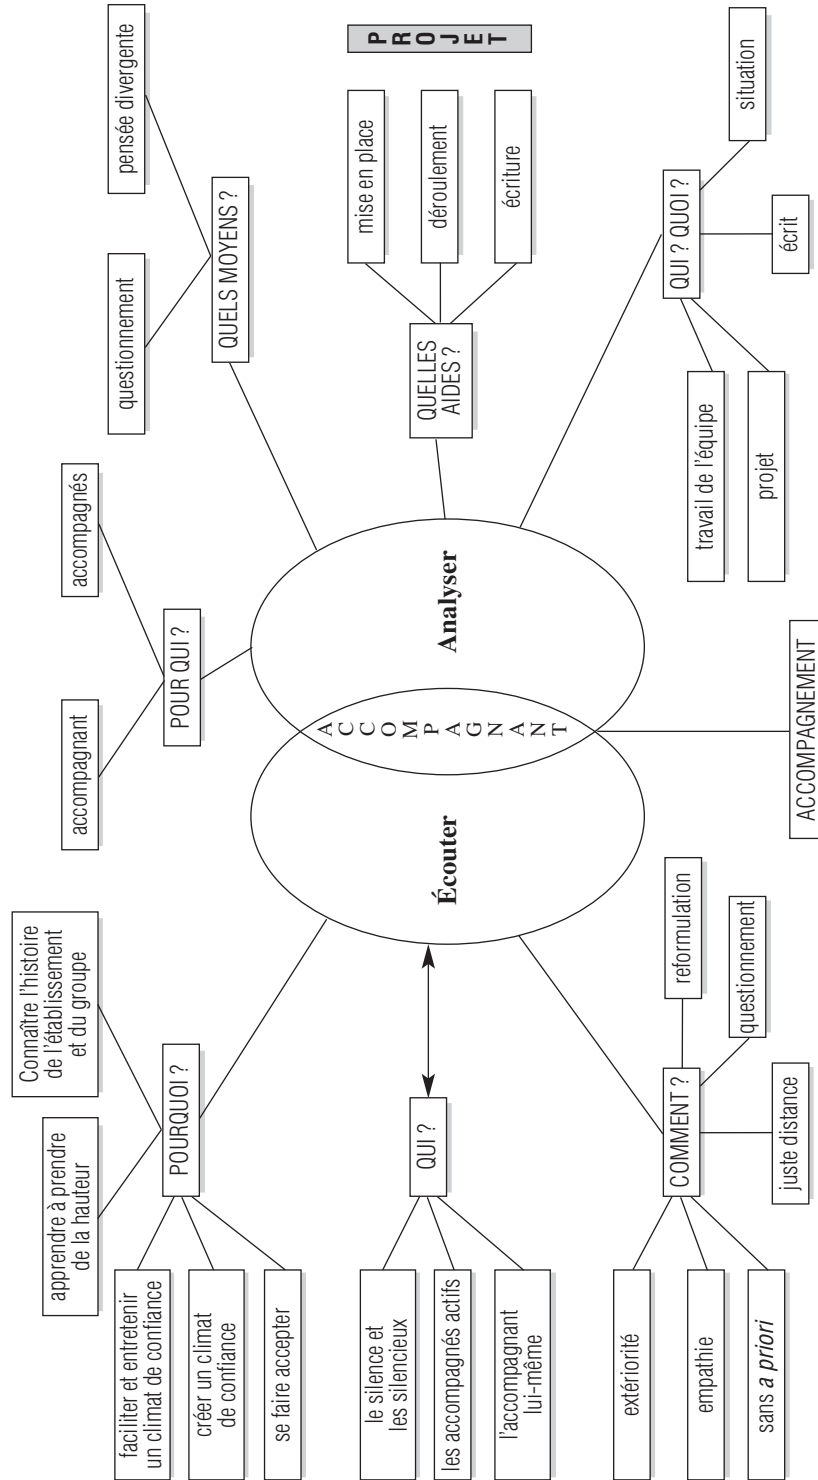 Connaître l'histoire
de l'établissement
et du groupe
apprendre à prendre
de la hauteur
faciliter et entretenir
un climat de confiance
créer un climat
de confiance
se faire accepter
POURQUOI ?
accompagnant
accompagnés
POUR QUI ?
questionnement
pensée divergente
QUELS MOYENS ?
le silence et
les silencieux
les accompagnés actifs
l'accompagnant
lui-même
QUI ?
Écouter
ACCOMPAGNANT
Analyser
QUELLES
AIDES ?
mise en place
déroulement
écriture
PROJET
extériorité
empathie
sans a priori
COMMENT ?
reformulation
questionnement
juste distance
ACCOMPAGNEMENT
QUI ? QUOI ?
travail de l'équipe
projet
écrit
situation